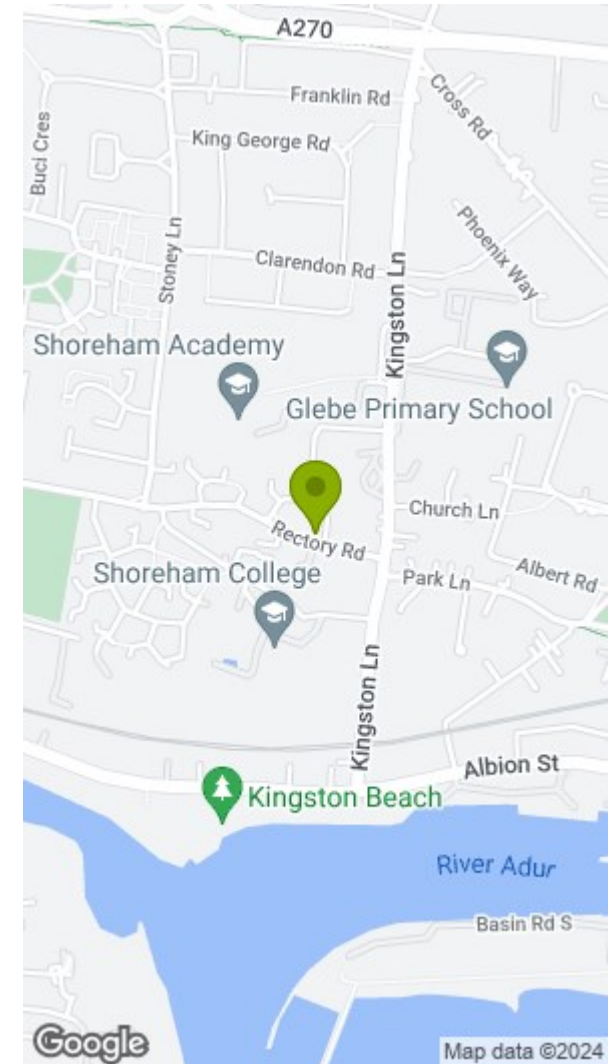 A270
Franklin Rd
Cross Rd
King George Rd
Buci Cres
Stoney Ln
Phoenix Way
Clarendon Rd
Kingston Ln
Shoreham Academy
Glebe Primary School
Church Ln
Rectory Rd
Albert Rd
Shoreham College
Park Ln
Kingston Ln
Albion St
Kingston Beach
River Adur
Basin Rd S
Google
Map data ©2024